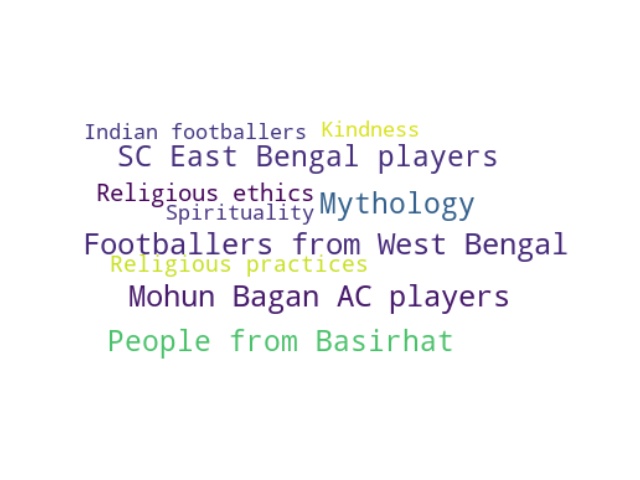 Indian footballers Kindness
SC East Bengal players
Religious ethics
Mythology
Spirituality
Footballers from West Bengal
Religious practices
Mohun Bagan AC players
People from Basirhat